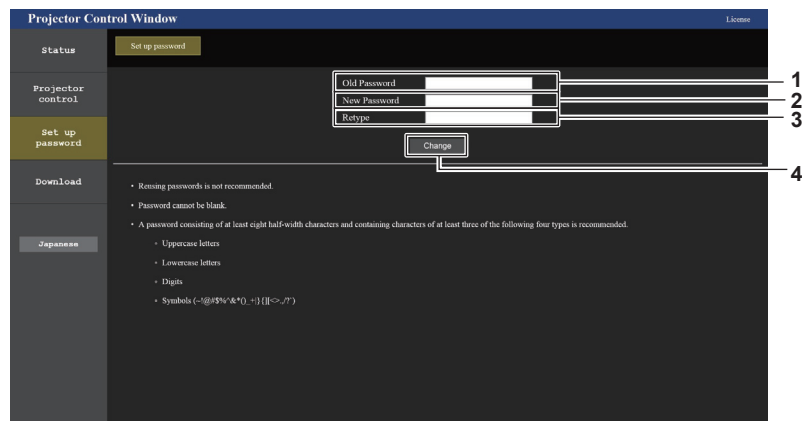 Projector Control Window
License
Status
Set up password
Projector
control
Set up
password
Download
Japanese
Old Password
1
New Password
2
Retype
3
Change
4
• Reusing passwords is not recommended.
• Password cannot be blank.
• A password consisting of at least eight half-width characters and containing characters of at least three of the following four types is recommended.
• Uppercase letters
• Lowercase letters
• Digits
• Symbols (~!@#$%^&*()_+|}{][<>.,/?`)